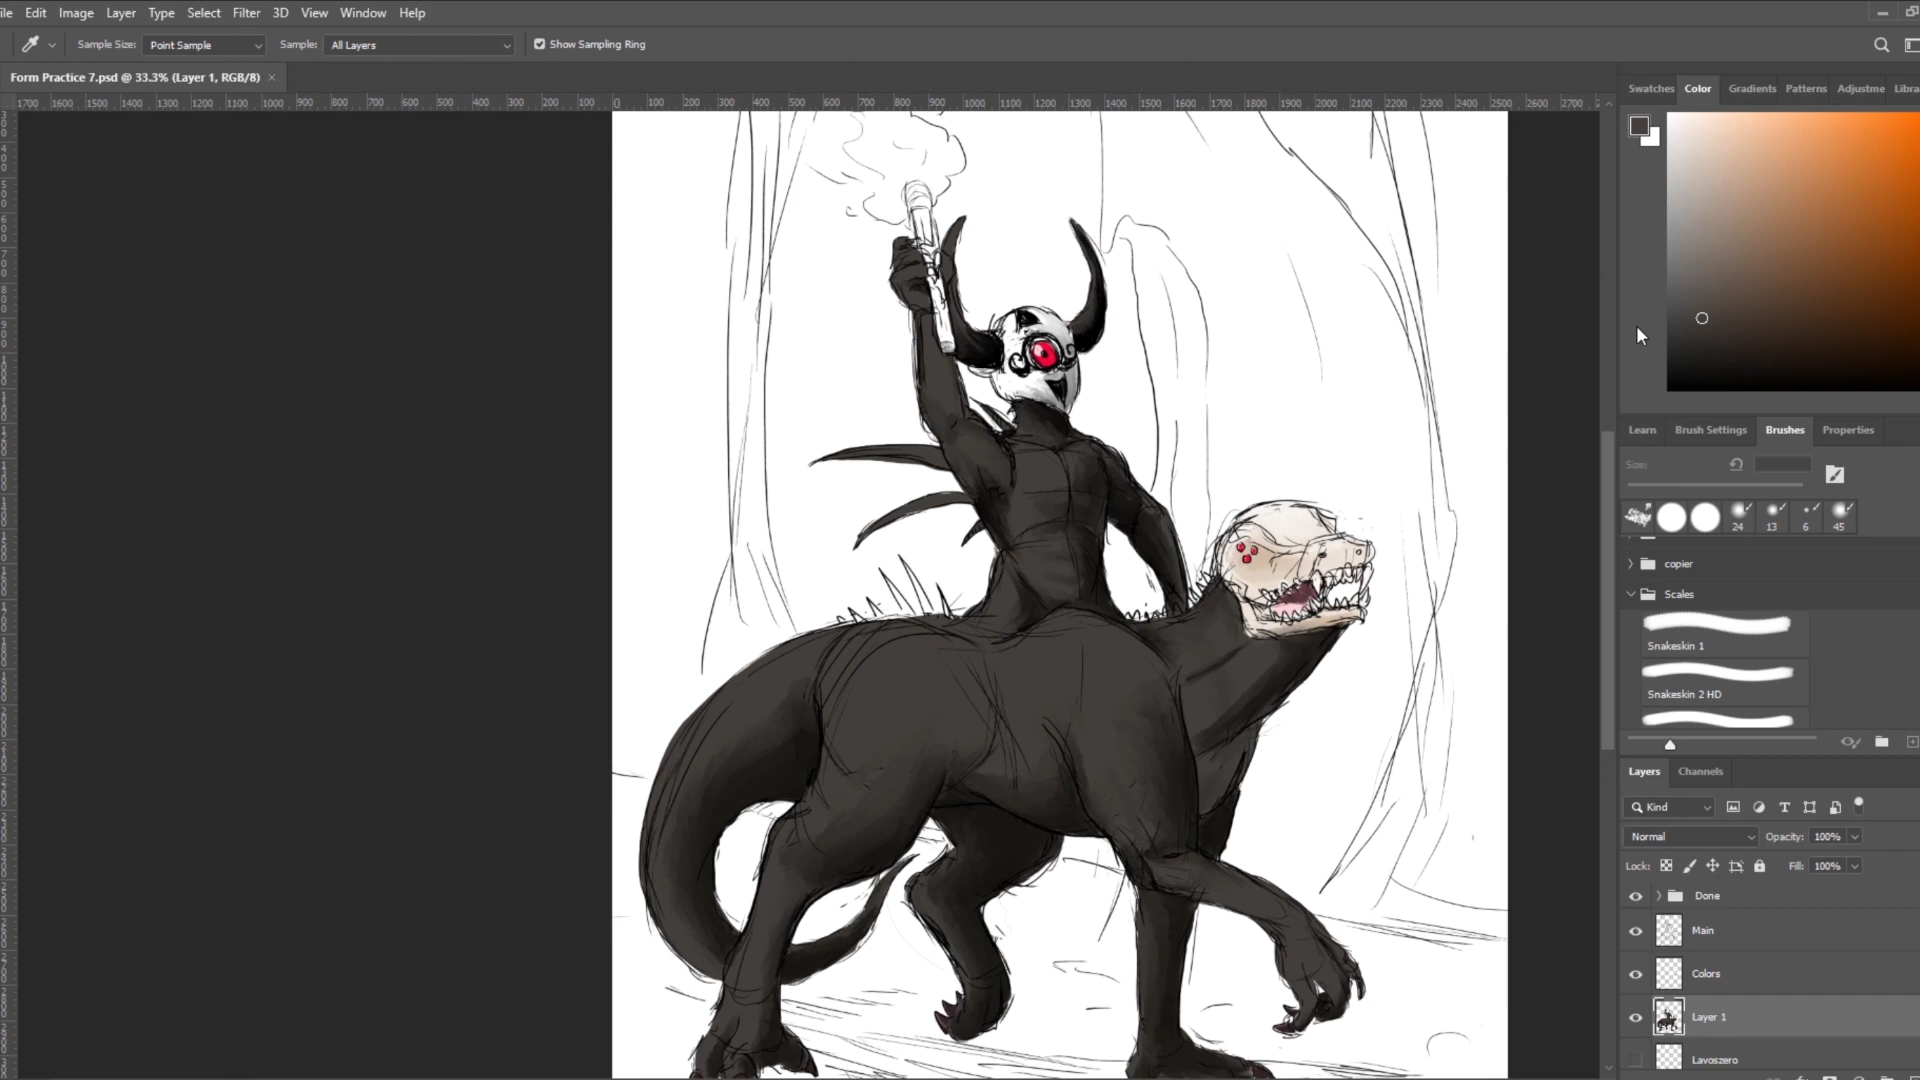 ile Edit Image Layer Type Select Filter 3D View Window Help
Sample Size: Point Sample Sample: All Layers Show Sampling Ring
Form Practice 7.psd @ 33.3% (Layer 1, RGB/8) ×
1700 1600 1500 1400 1300 1200 1100 1000 900 800 700 600 500 400 300 200 100 0 100 200 300 400 500 600 700 800 900 1000 1100 1200 1300 1400 1500 1600 1700 1800 1900 2000 2100 2200 2300 2400 2500 2600 2700
Swatches Color Gradients Patterns Adjustme Libra
Learn Brush Settings Brushes Properties
Size:
24 13 6 45
copier
Scales
Snakeskin 1
Snakeskin 2 HD
Layers Channels
Kind
Normal Opacity: 100%
Lock: Fill: 100%
Done
Main
Colors
Layer 1
Lavoszero